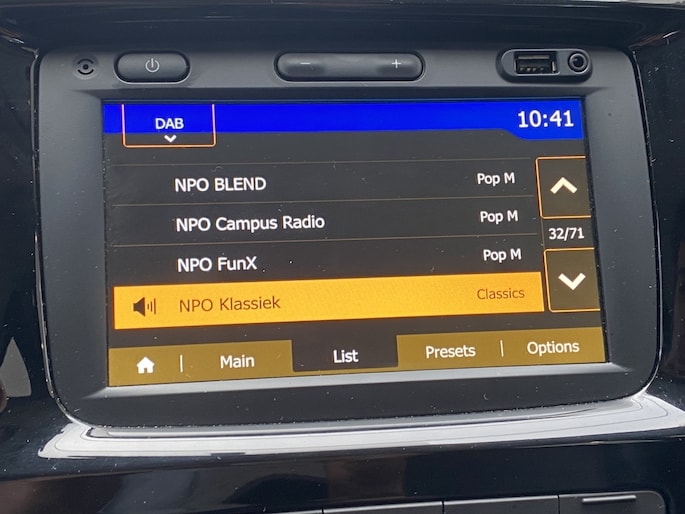 DAB 10:41
NPO BLEND Pop M
NPO Campus Radio Pop M
32/71
NPO FunX Pop M
NPO Klassiek Classics
Main List Presets Options